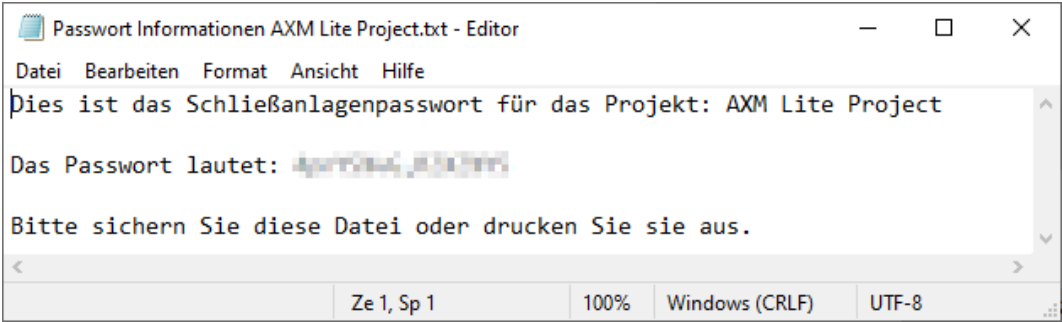 Passwort Informationen AXM Lite Project.txt - Editor
Datei Bearbeiten Format Ansicht Hilfe
Dies ist das Schließanlagenpasswort für das Projekt: AXM Lite Project
Das Passwort lautet:
Bitte sichern Sie diese Datei oder drucken Sie sie aus.
Ze 1, Sp 1 100% Windows (CRLF) UTF-8